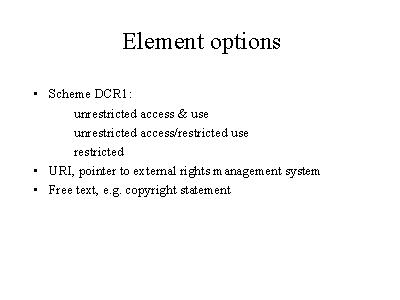 Element options
• Scheme DCR1:
unrestricted access & use
unrestricted access/restricted use
restricted
• URI, pointer to external rights management system
• Free text, e.g. copyright statement